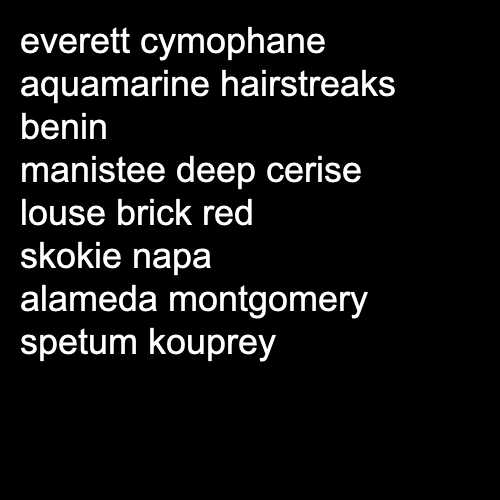 everett cymophane
aquamarine hairstreaks
benin
manistee deep cerise
louse brick red
skokie napa
alameda montgomery
spetum kouprey